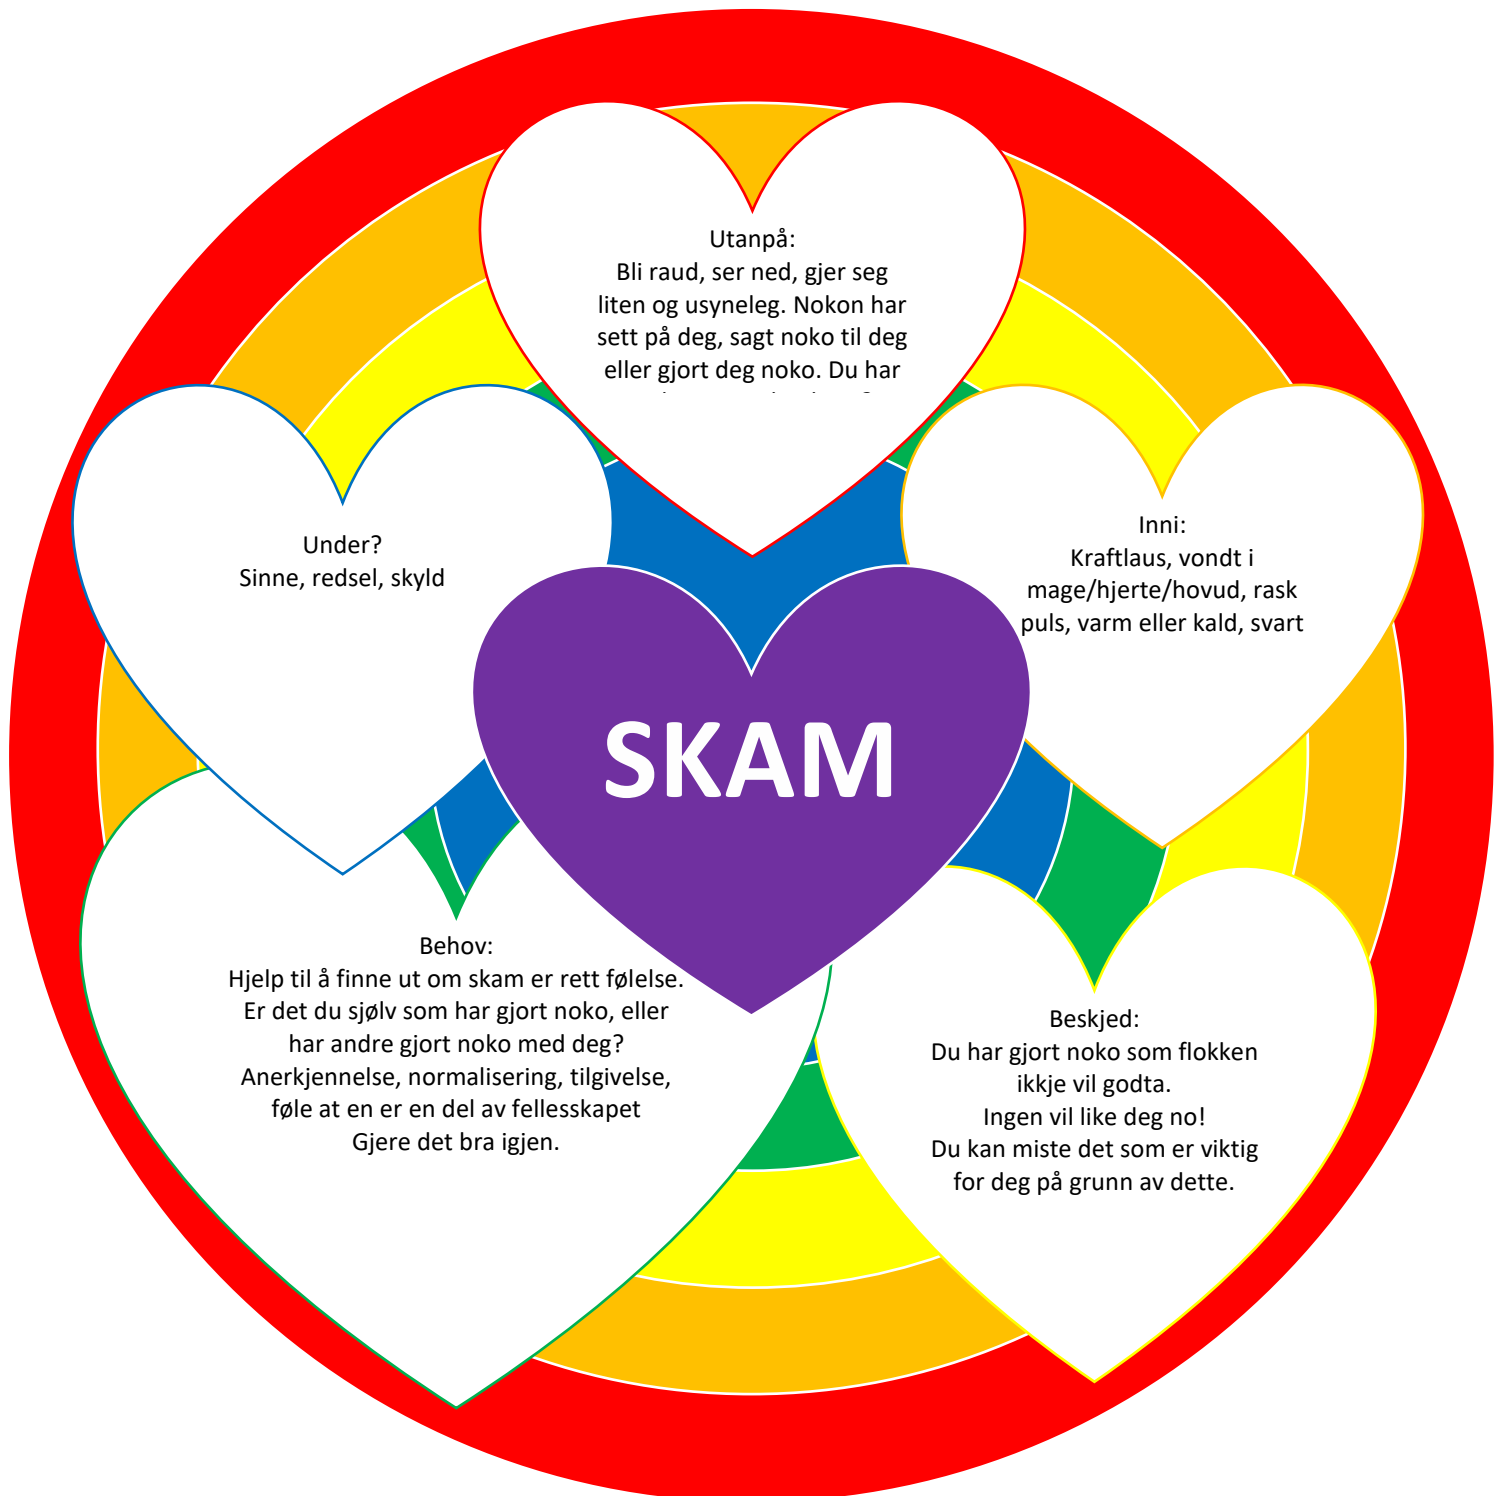 Utanpå:
Bli raud, ser ned, gjer seg
liten og usyneleg. Nokon har
sett på deg, sagt noko til deg
eller gjort deg noko. Du har
Under?
Sinne, redsel, skyld
Inni:
Kraftlaus, vondt i
mage/hjerte/hovud, rask
puls, varm eller kald, svart
SKAM
Behov:
Hjelp til å finne ut om skam er rett følelse.
Er det du sjølv som har gjort noko, eller
har andre gjort noko med deg?
Anerkjennelse, normalisering, tilgivelse,
føle at en er en del av fellesskapet
Gjere det bra igjen.
Beskjed:
Du har gjort noko som flokken
ikkje vil godta.
Ingen vil like deg no!
Du kan miste det som er viktig
for deg på grunn av dette.